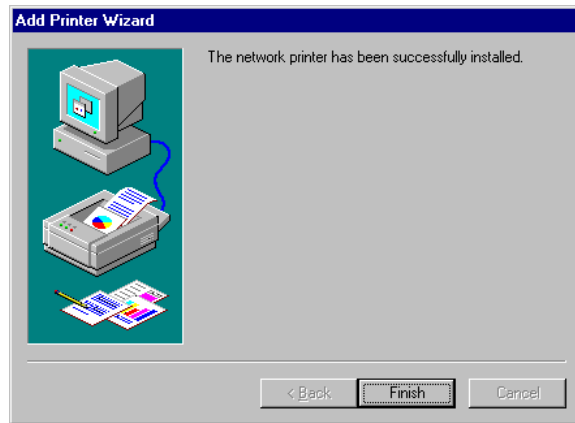 Add Printer Wizard
The network printer has been successfully installed.
< Back
Finish
Cancel